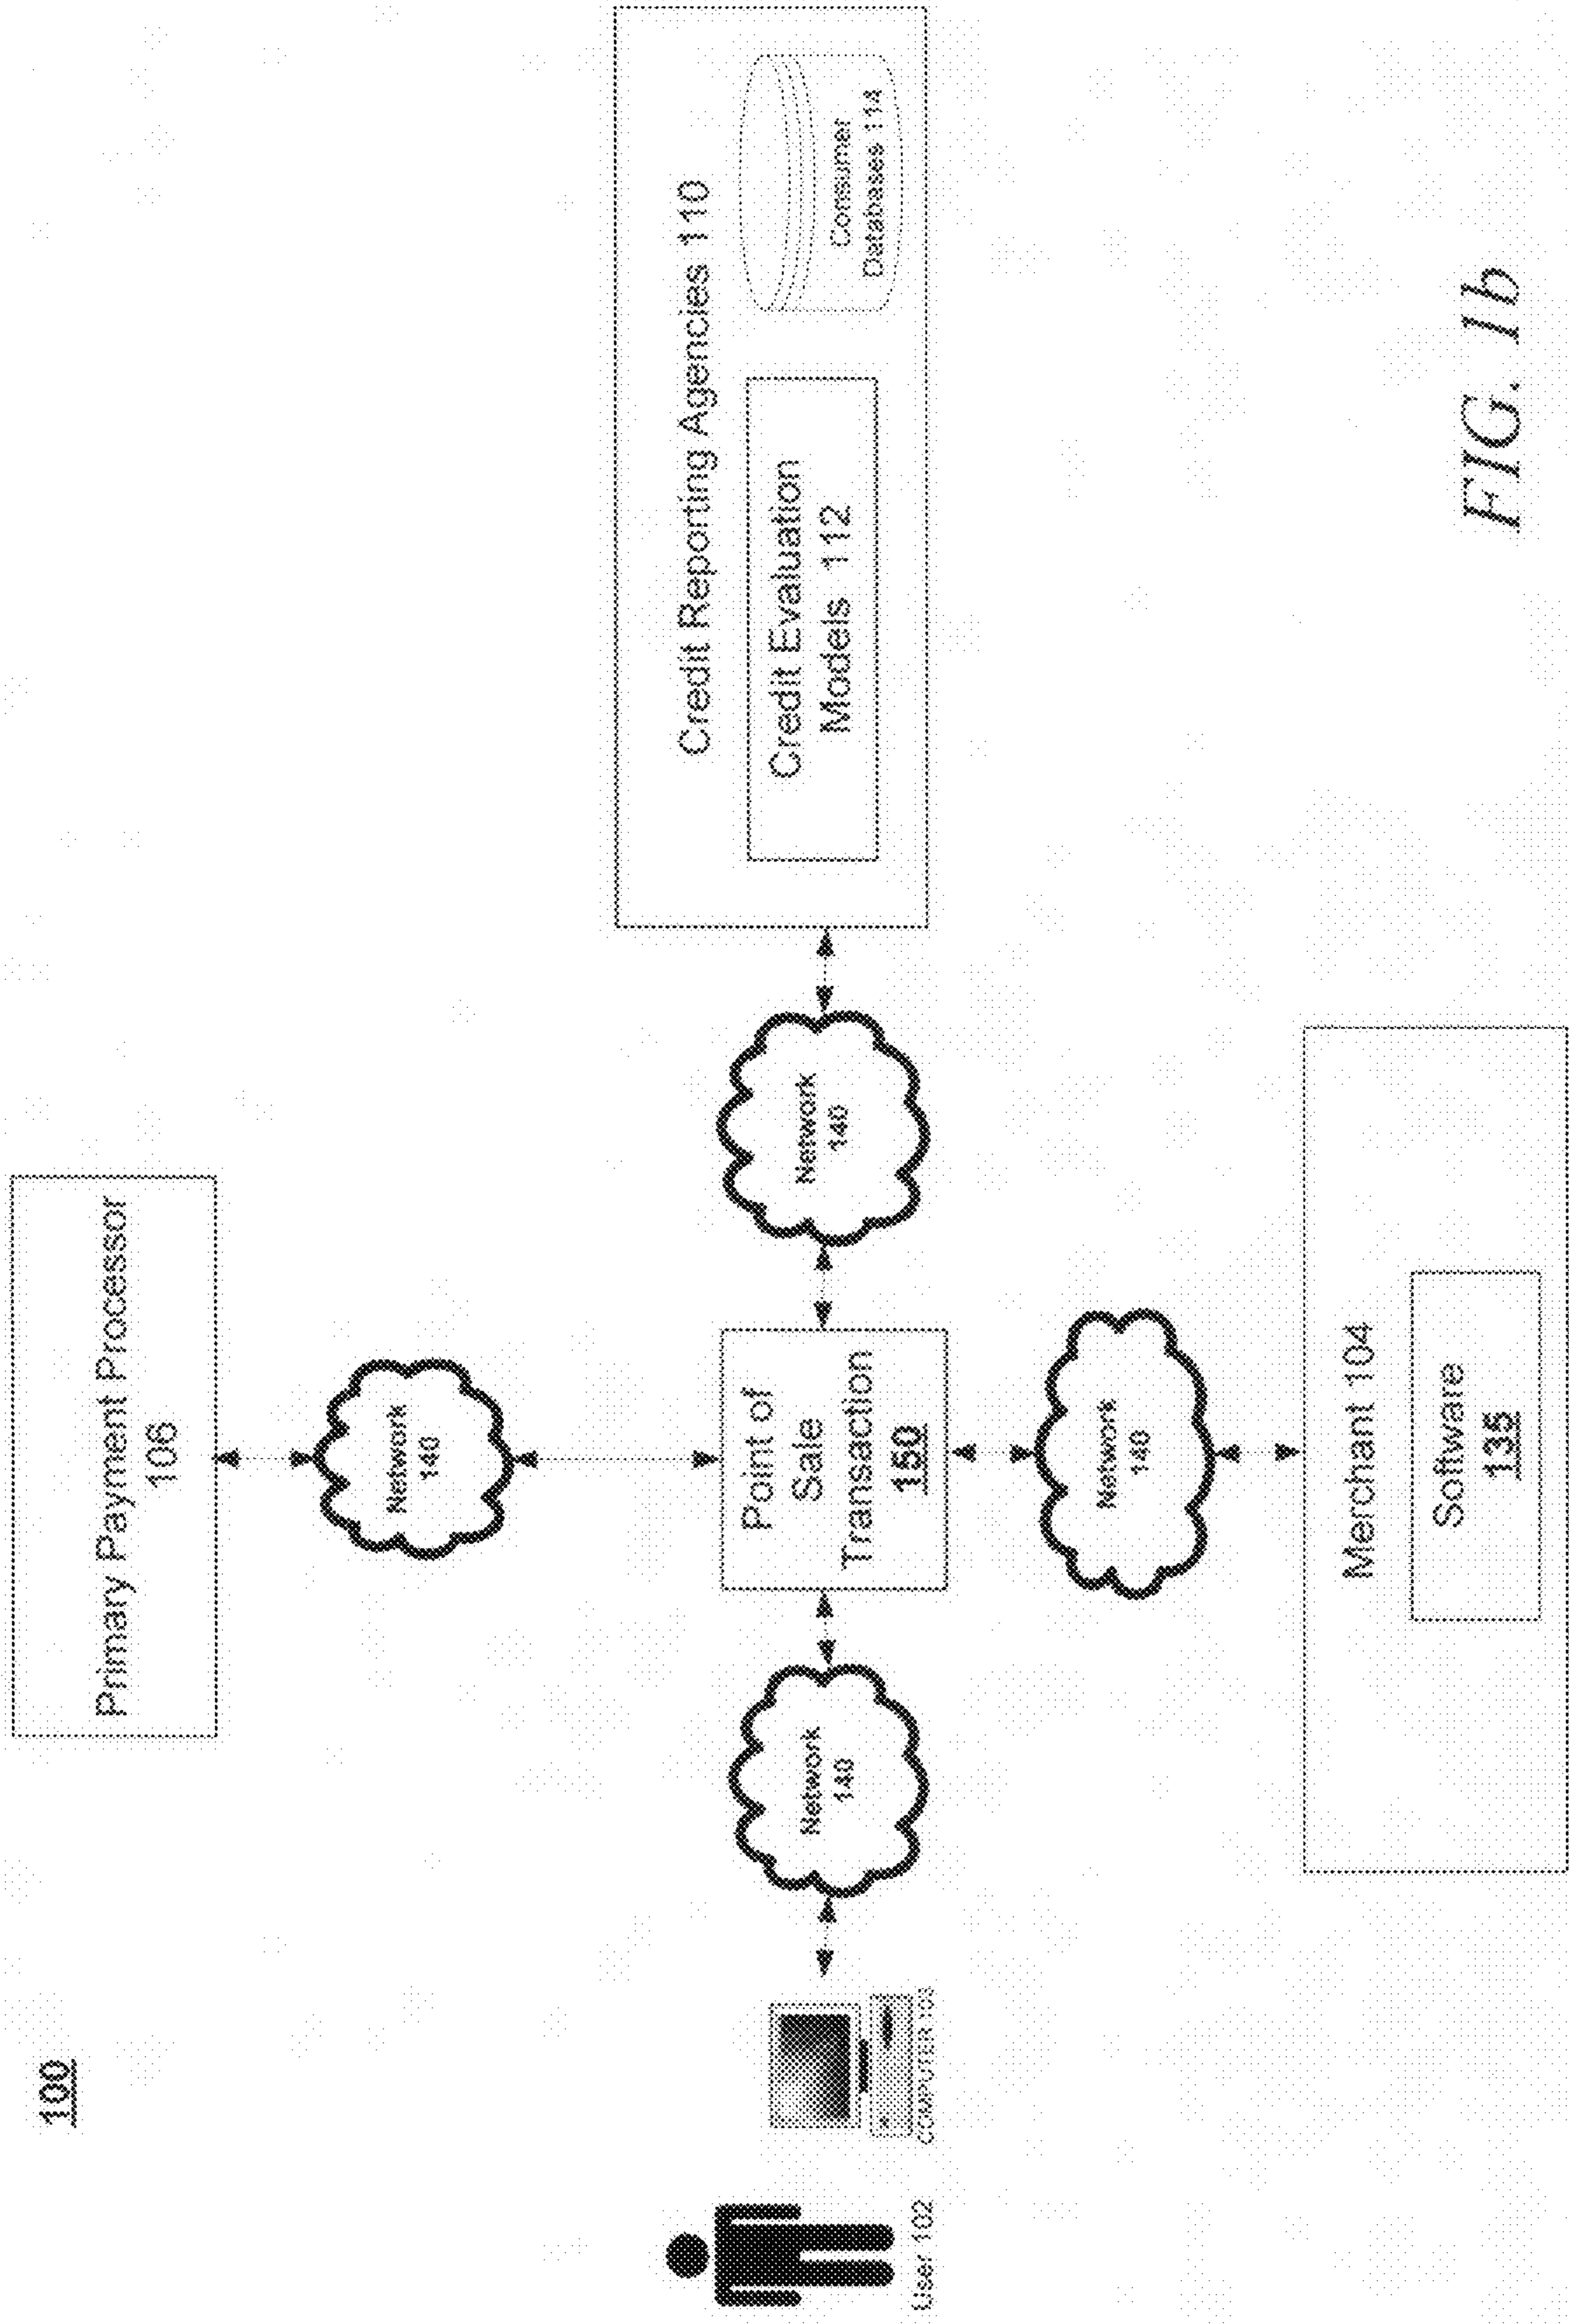 100
Primary Payment Processor
106
Network
140
User 102
COMPUTER 103
Network
140
Point of
Sale
Transaction
150
Network
140
Credit Reporting Agencies 110
Credit Evaluation
Models 112
Consumer
Databases 114
Network
140
Merchant 104
Software
135
FIG. 1b